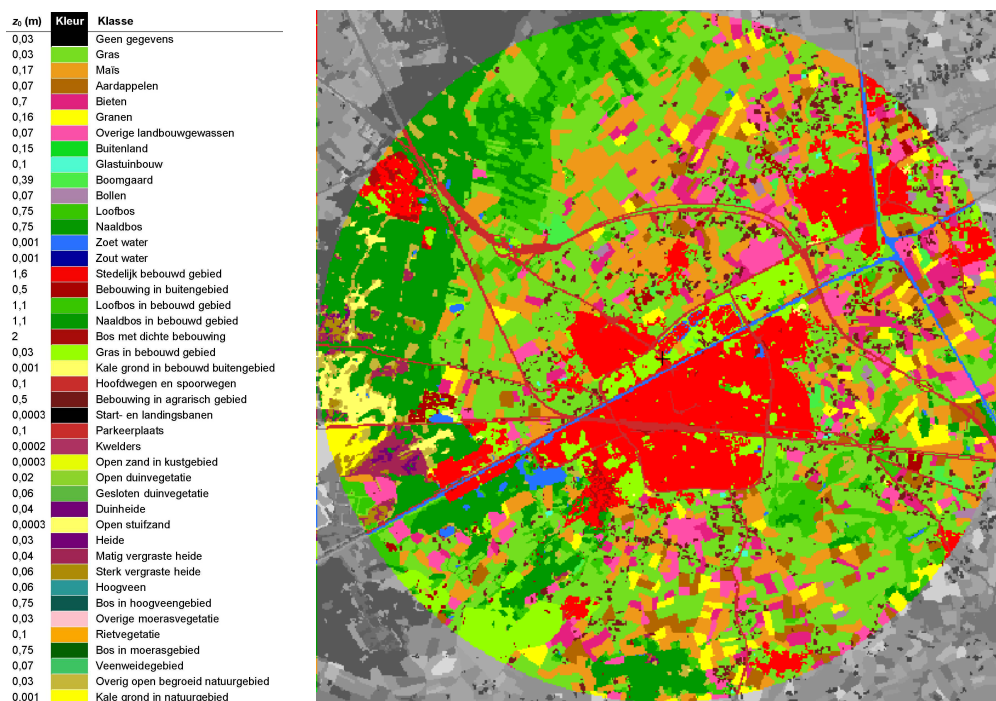 z₀ (m) Kleur Klasse
0,03 Geen gegevens
0,03 Gras
0,17 Maïs
0,07 Aardappelen
0,7 Bieten
0,16 Granen
0,07 Overige landbouwgewassen
0,15 Buitenland
0,1 Glastuinbouw
0,39 Boomgaard
0,07 Bollen
0,75 Loofbos
0,75 Naaldbos
0,001 Zoet water
0,001 Zout water
1,6 Stedelijk bebouwd gebied
0,5 Bebouwing in buitengebied
1,1 Loofbos in bebouwd gebied
1,1 Naaldbos in bebouwd gebied
2 Bos met dichte bebouwing
0,03 Gras in bebouwd gebied
0,001 Kale grond in bebouwd buitengebied
0,1 Hoofdwegen en spoorwegen
0,5 Bebouwing in agrarisch gebied
0,0003 Start- en landingsbanen
0,1 Parkeerplaats
0,0002 Kwelders
0,0003 Open zand in kustgebied
0,02 Open duinvegetatie
0,06 Gesloten duinvegetatie
0,04 Duinheide
0,0003 Open stuifzand
0,03 Heide
0,04 Matig vergraste heide
0,06 Sterk vergraste heide
0,06 Hoogveen
0,75 Bos in hoogveengebied
0,03 Overige moerasvegetatie
0,1 Rietvegetatie
0,75 Bos in moerasgebied
0,07 Veenweidegebied
0,03 Overig open begroeid natuurgebied
0,001 Kale grond in natuurgebied